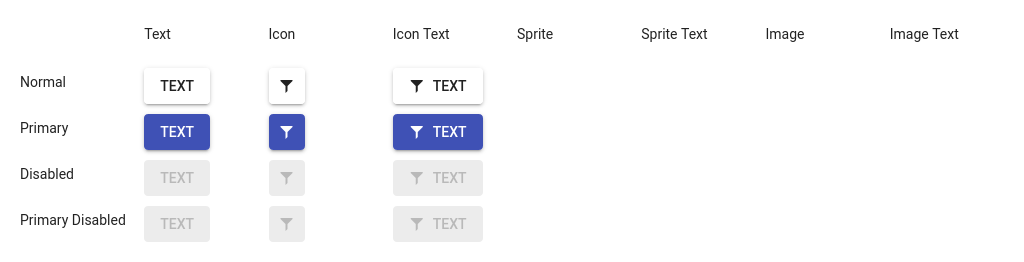 Text Icon Icon Text Sprite Sprite Text Image Image Text
Normal TEXT TEXT
Primary TEXT TEXT
Disabled TEXT TEXT
Primary Disabled TEXT TEXT